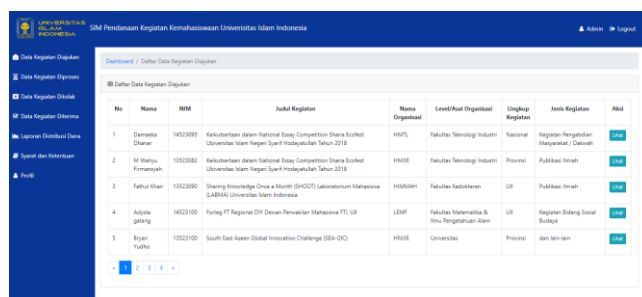 UNIVERSITAS
ISLAM
INDONESIA
SIM Pendanaan Kegiatan Kemahasiswaan Univerisitas Islam Indonesia
Admin Logout
Data Kegiatan Diajukan
Data Kegiatan Diproses
Data Kegiatan Ditolak
Data Kegiatan Diterima
Laporan Distribusi Dana
Syarat dan Ketentuan
Profil
Dashboard / Daftar Data Kegiatan Diajukan
Daftar Data Kegiatan Diajukan
No Nama NIM Judul Kegiatan Nama Organisasi Level/Asal Organisasi Lingkup Kegiatan Jenis Kegiatan Aksi
1 Damaeka Dhanar 14523095 Keikutsertaan dalam National Essay Competition Sharia Ecofest HMTL Fakultas Teknologi Industri Nasional Kegiatan Pengabdian Lihat
Universitas Islam Negeri Syarif Hodayatullah Tahun 2018 Masyarakat / Dakwah
2 M Wahyu Firmansyah 13523082 Keikutsertaan dalam National Essay Competition Sharia Ecofest Fakultas Teknologi Industri Provinsi Publikasi Ilmiah Lihat
Universitas Islam Negeri Syarif Hodayatullah Tahun 2018
3 Fathul Khair 13523090 Sharing Knowledge Once a Month (SHOOT) Laboratorium Mahasiswa HIMMAH Fakultas Kedokteran UII Publikasi Ilmiah Lihat
(LABMA) Universitas Islam Indonesia
4 Adysta galang 14523100 Forleg FT Regional DIY Dewan Perwakilan Mahasiswa FTI, UII LEMF Fakultas Matematika & UII Kegiatan Bidang Sosial Lihat
Ilmu Pengetahuan Alam Budaya
5 Bryan Yudho 13523100 South East Asean Global Innovation Challenge (SEA-GIC) Universitas Provinsi dan lain-lain Lihat
« 1 2 3 4 »